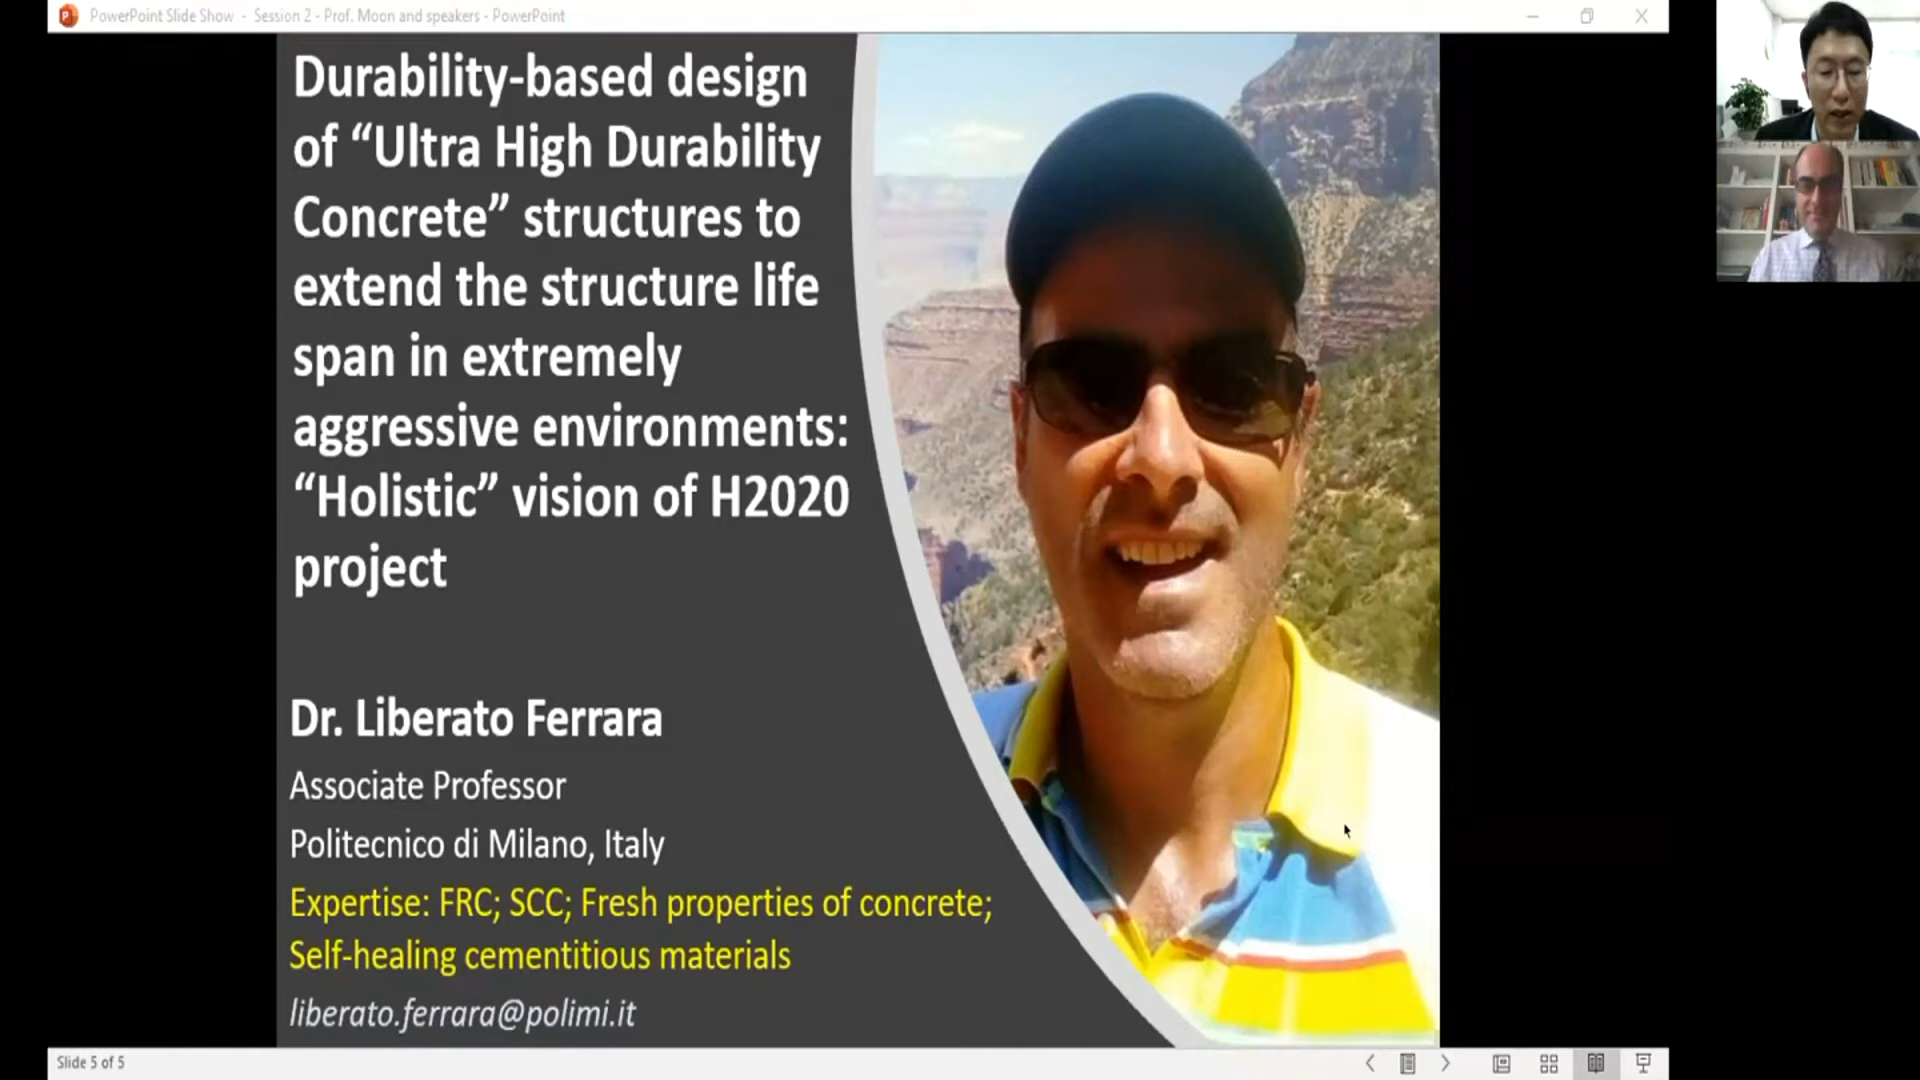 PowerPoint Slide Show - Session 2 - Prof. Moon and speakers - PowerPoint
Durability-based design
of “Ultra High Durability
Concrete” structures to
extend the structure life
span in extremely
aggressive environments:
“Holistic” vision of H2020
project
Dr. Liberato Ferrara
Associate Professor
Politecnico di Milano, Italy
Expertise: FRC; SCC; Fresh properties of concrete;
Self-healing cementitious materials
liberato.ferrara@polimi.it
Slide 5 of 5